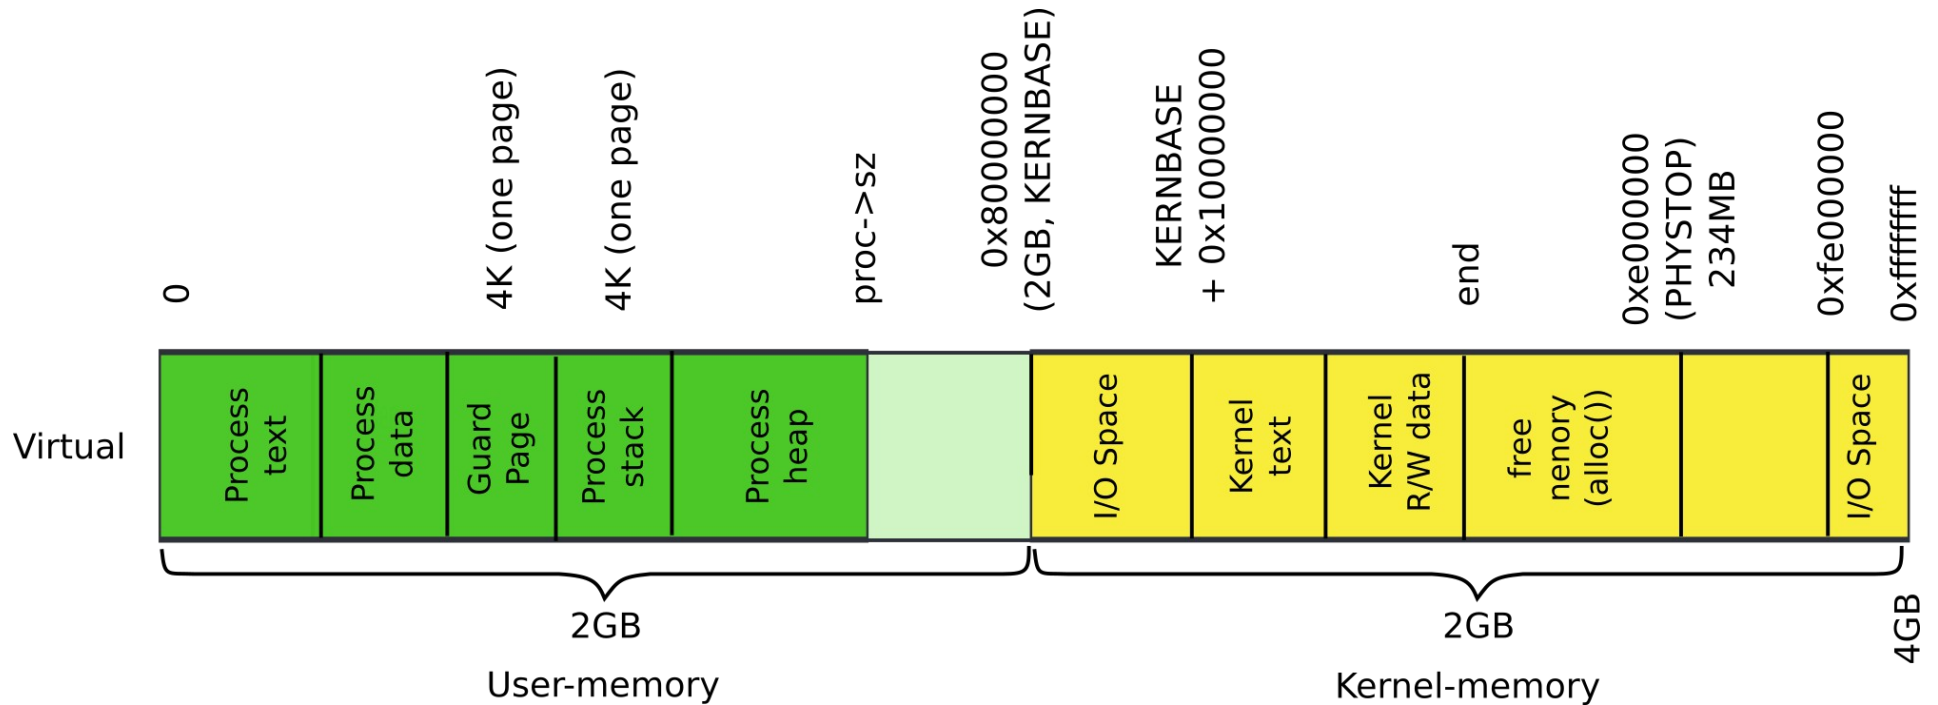 0
4K (one page)
4K (one page)
proc->sz
0x80000000
(2GB, KERNBASE)
KERNBASE
+ 0x10000000
end
0xe000000
(PHYSTOP)
234MB
0xfe000000
0xffffffff
Virtual
Process
text
Process
data
Guard
Page
Process
stack
Process
heap
I/O Space
Kernel
text
Kernel
R/W data
free
nenory
(alloc())
I/O Space
2GB
2GB
4GB
User-memory
Kernel-memory